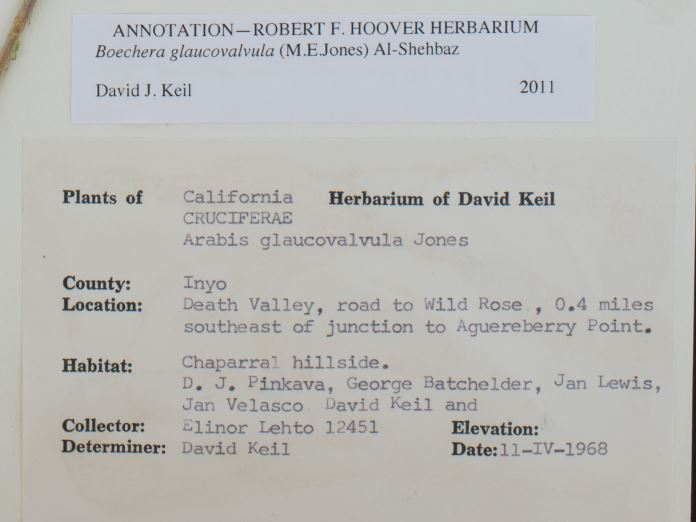 ANNOTATION—ROBERT F. HOOVER HERBARIUM
Boechera glaucovalvula (M.E.Jones) Al-Shehbaz
David J. Keil 2011
Plants of California Herbarium of David Keil
CRUCIFERAE
Arabis glaucovalvula Jones
County: Inyo
Location: Death Valley, road to Wild Rose , 0.4 miles
southeast of junction to Aguereberry Point.
Habitat: Chaparral hillside.
D. J. Pinkava, George Batchelder, Jan Lewis,
Jan Velasco David Keil and
Collector: Elinor Lehto 12451 Elevation:
Determiner: David Keil Date: 11-IV-1968